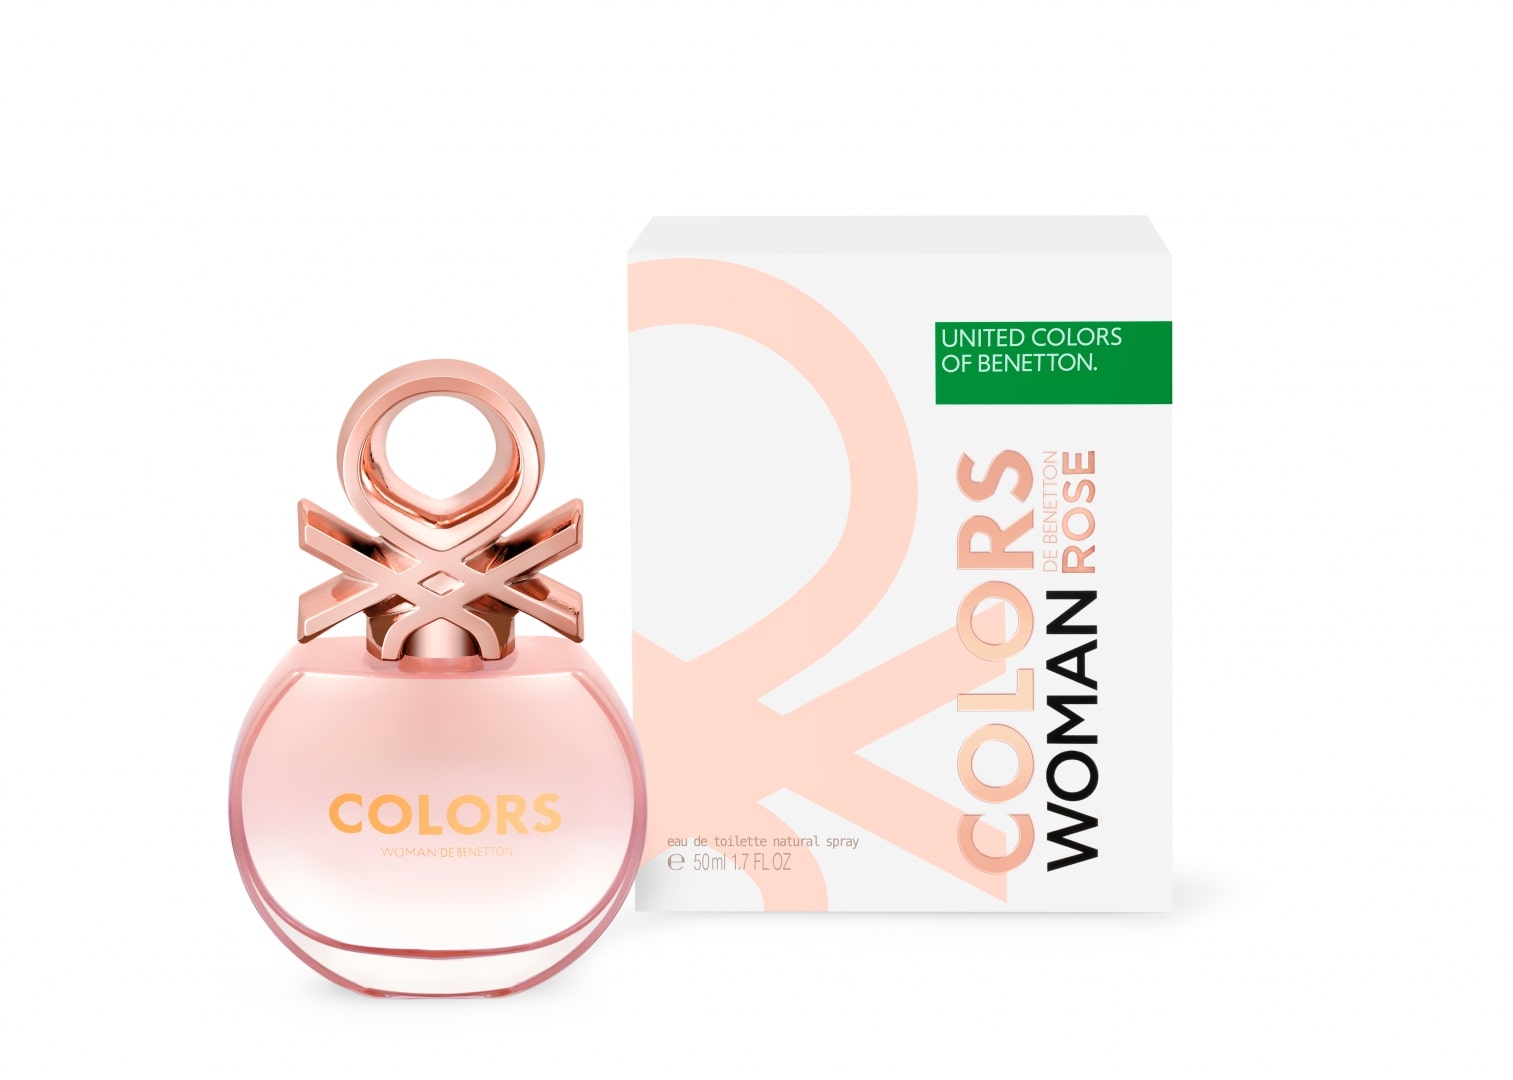 COLORS
WOMAN DE BENETTON
UNITED COLORS
OF BENETTON.
COLORS
DE BENETTON
WOMAN ROSE
eau de toilette natural spray
℮ 50ml 1.7 FL OZ